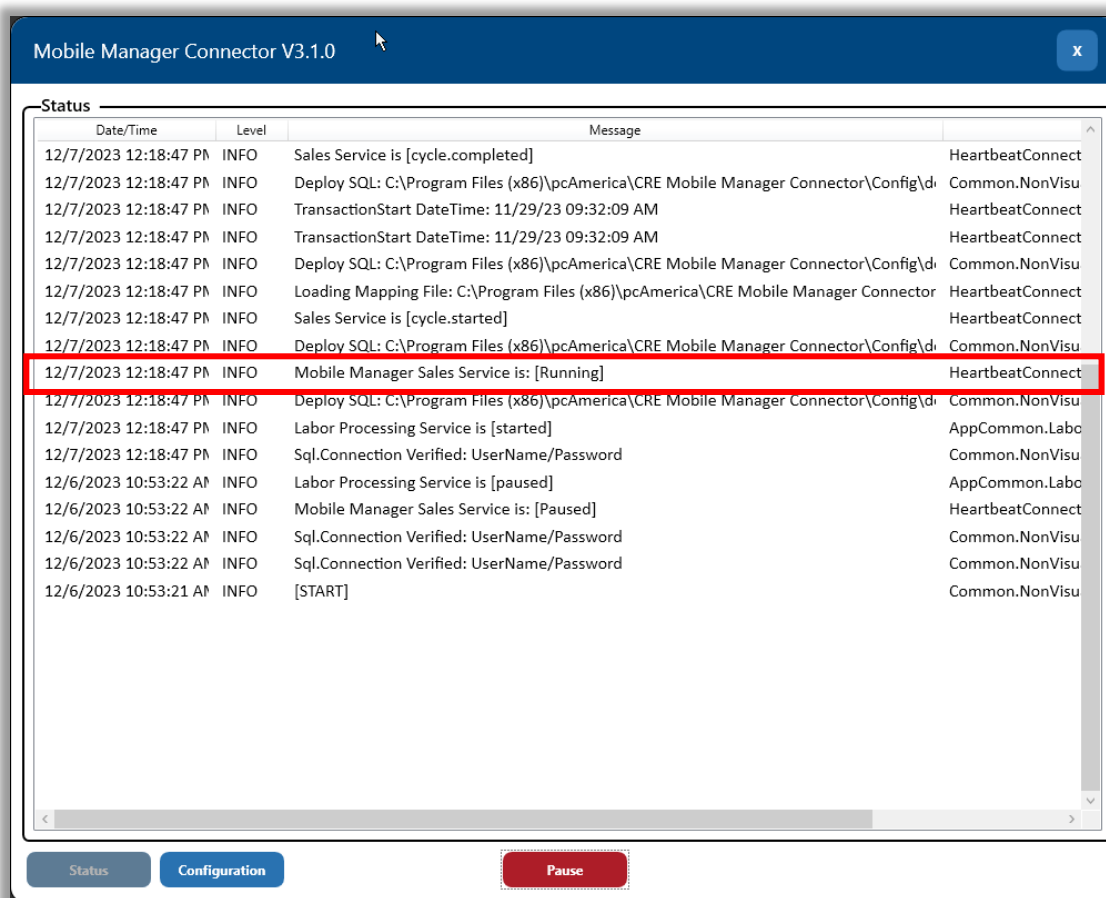 Mobile Manager Connector V3.1.0
x
Status
Date/Time Level Message
12/7/2023 12:18:47 PM INFO Sales Service is [cycle.completed] HeartbeatConnect
12/7/2023 12:18:47 PM INFO Deploy SQL: C:\Program Files (x86)\pcAmerica\CRE Mobile Manager Connector\Config\d Common.NonVisu
12/7/2023 12:18:47 PM INFO TransactionStart DateTime: 11/29/23 09:32:09 AM HeartbeatConnect
12/7/2023 12:18:47 PM INFO TransactionStart DateTime: 11/29/23 09:32:09 AM HeartbeatConnect
12/7/2023 12:18:47 PM INFO Deploy SQL: C:\Program Files (x86)\pcAmerica\CRE Mobile Manager Connector\Config\d Common.NonVisu
12/7/2023 12:18:47 PM INFO Loading Mapping File: C:\Program Files (x86)\pcAmerica\CRE Mobile Manager Connector HeartbeatConnect
12/7/2023 12:18:47 PM INFO Sales Service is [cycle.started] HeartbeatConnect
12/7/2023 12:18:47 PM INFO Deploy SQL: C:\Program Files (x86)\pcAmerica\CRE Mobile Manager Connector\Config\d Common.NonVisu
12/7/2023 12:18:47 PM INFO Mobile Manager Sales Service is: [Running] HeartbeatConnect
12/7/2023 12:18:47 PM INFO Deploy SQL: C:\Program Files (x86)\pcAmerica\CRE Mobile Manager Connector\Config\d Common.NonVisu
12/7/2023 12:18:47 PM INFO Labor Processing Service is [started] AppCommon.Labo
12/7/2023 12:18:47 PM INFO Sql.Connection Verified: UserName/Password Common.NonVisu
12/6/2023 10:53:22 AM INFO Labor Processing Service is [paused] AppCommon.Labo
12/6/2023 10:53:22 AM INFO Mobile Manager Sales Service is: [Paused] HeartbeatConnect
12/6/2023 10:53:22 AM INFO Sql.Connection Verified: UserName/Password Common.NonVisu
12/6/2023 10:53:22 AM INFO Sql.Connection Verified: UserName/Password Common.NonVisu
12/6/2023 10:53:21 AM INFO [START] Common.NonVisu
Status Configuration Pause